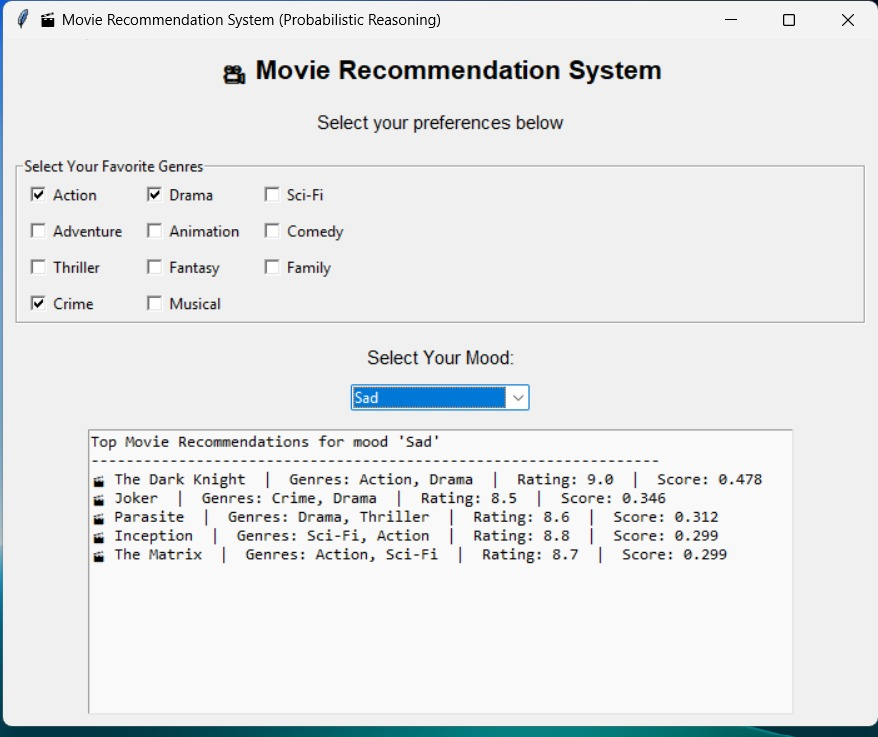 Movie Recommendation System (Probabilistic Reasoning)
Movie Recommendation System
Select your preferences below
Select Your Favorite Genres
Action Drama Sci-Fi
Adventure Animation Comedy
Thriller Fantasy Family
Crime Musical
Select Your Mood:
Sad
Top Movie Recommendations for mood 'Sad'
-----------------------------------------------------------------
The Dark Knight | Genres: Action, Drama | Rating: 9.0 | Score: 0.478
Joker | Genres: Crime, Drama | Rating: 8.5 | Score: 0.346
Parasite | Genres: Drama, Thriller | Rating: 8.6 | Score: 0.312
Inception | Genres: Sci-Fi, Action | Rating: 8.8 | Score: 0.299
The Matrix | Genres: Action, Sci-Fi | Rating: 8.7 | Score: 0.299